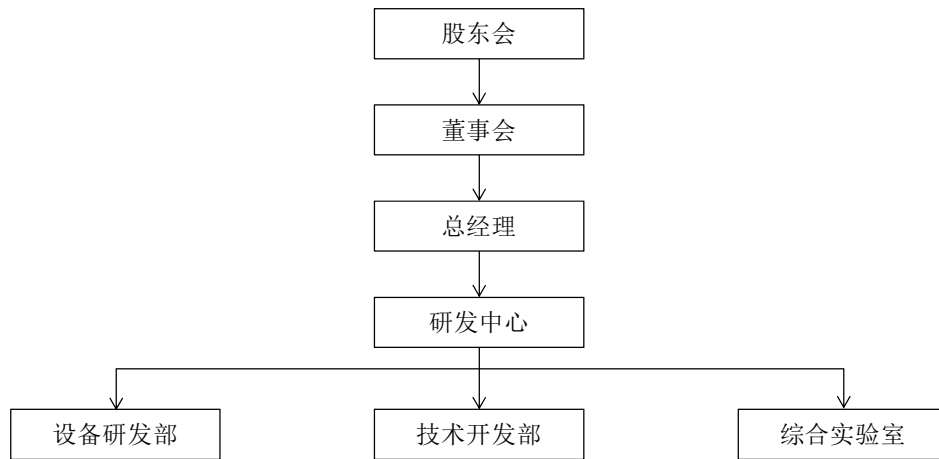 股东会
董事会
总经理
研发中心
设备研发部
技术开发部
综合实验室